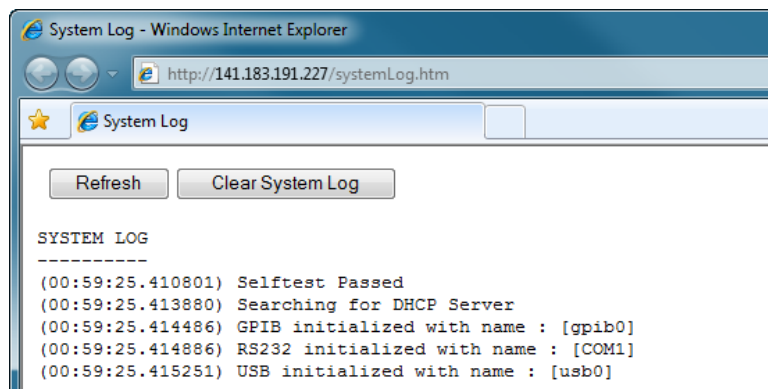 System Log - Windows Internet Explorer
http://141.183.191.227/systemLog.htm
System Log
Refresh Clear System Log
SYSTEM LOG
----------
(00:59:25.410801) Selftest Passed
(00:59:25.413880) Searching for DHCP Server
(00:59:25.414486) GPIB initialized with name : [gpib0]
(00:59:25.414886) RS232 initialized with name : [COM1]
(00:59:25.415251) USB initialized with name : [usb0]